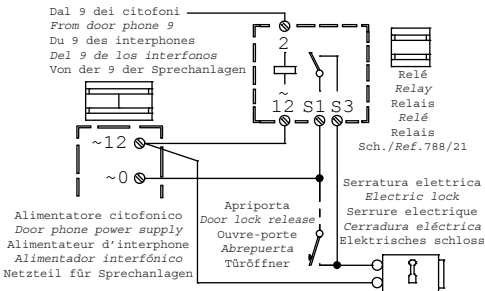 Dal 9 dei citofoni
From door phone 9
Du 9 des interphones
Del 9 de los interfonos
Von der 9 der Sprechanlagen
2
~
12 S1 S3
Relé
Relay
Relais
Relé
Relais
Sch./Ref.788/21
~12
~0
Alimentatore citofonico
Door phone power supply
Alimentateur d'interphone
Alimentador interfónico
Netzteil für Sprechanlagen
Apriporta
Door lock release
Ouvre-porte
Abrepuerta
Türöffner
Serratura elettrica
Electric lock
Serrure electrique
Cerradura eléctrica
Elektrisches schloss